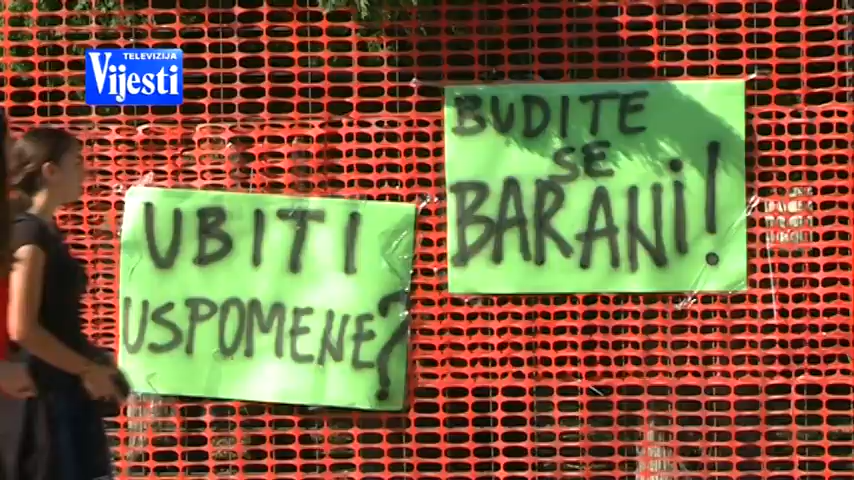 TELEVIZIJA
Vijesti
BUDITE
SE
BARANi!
UBITI
USPOMENE?